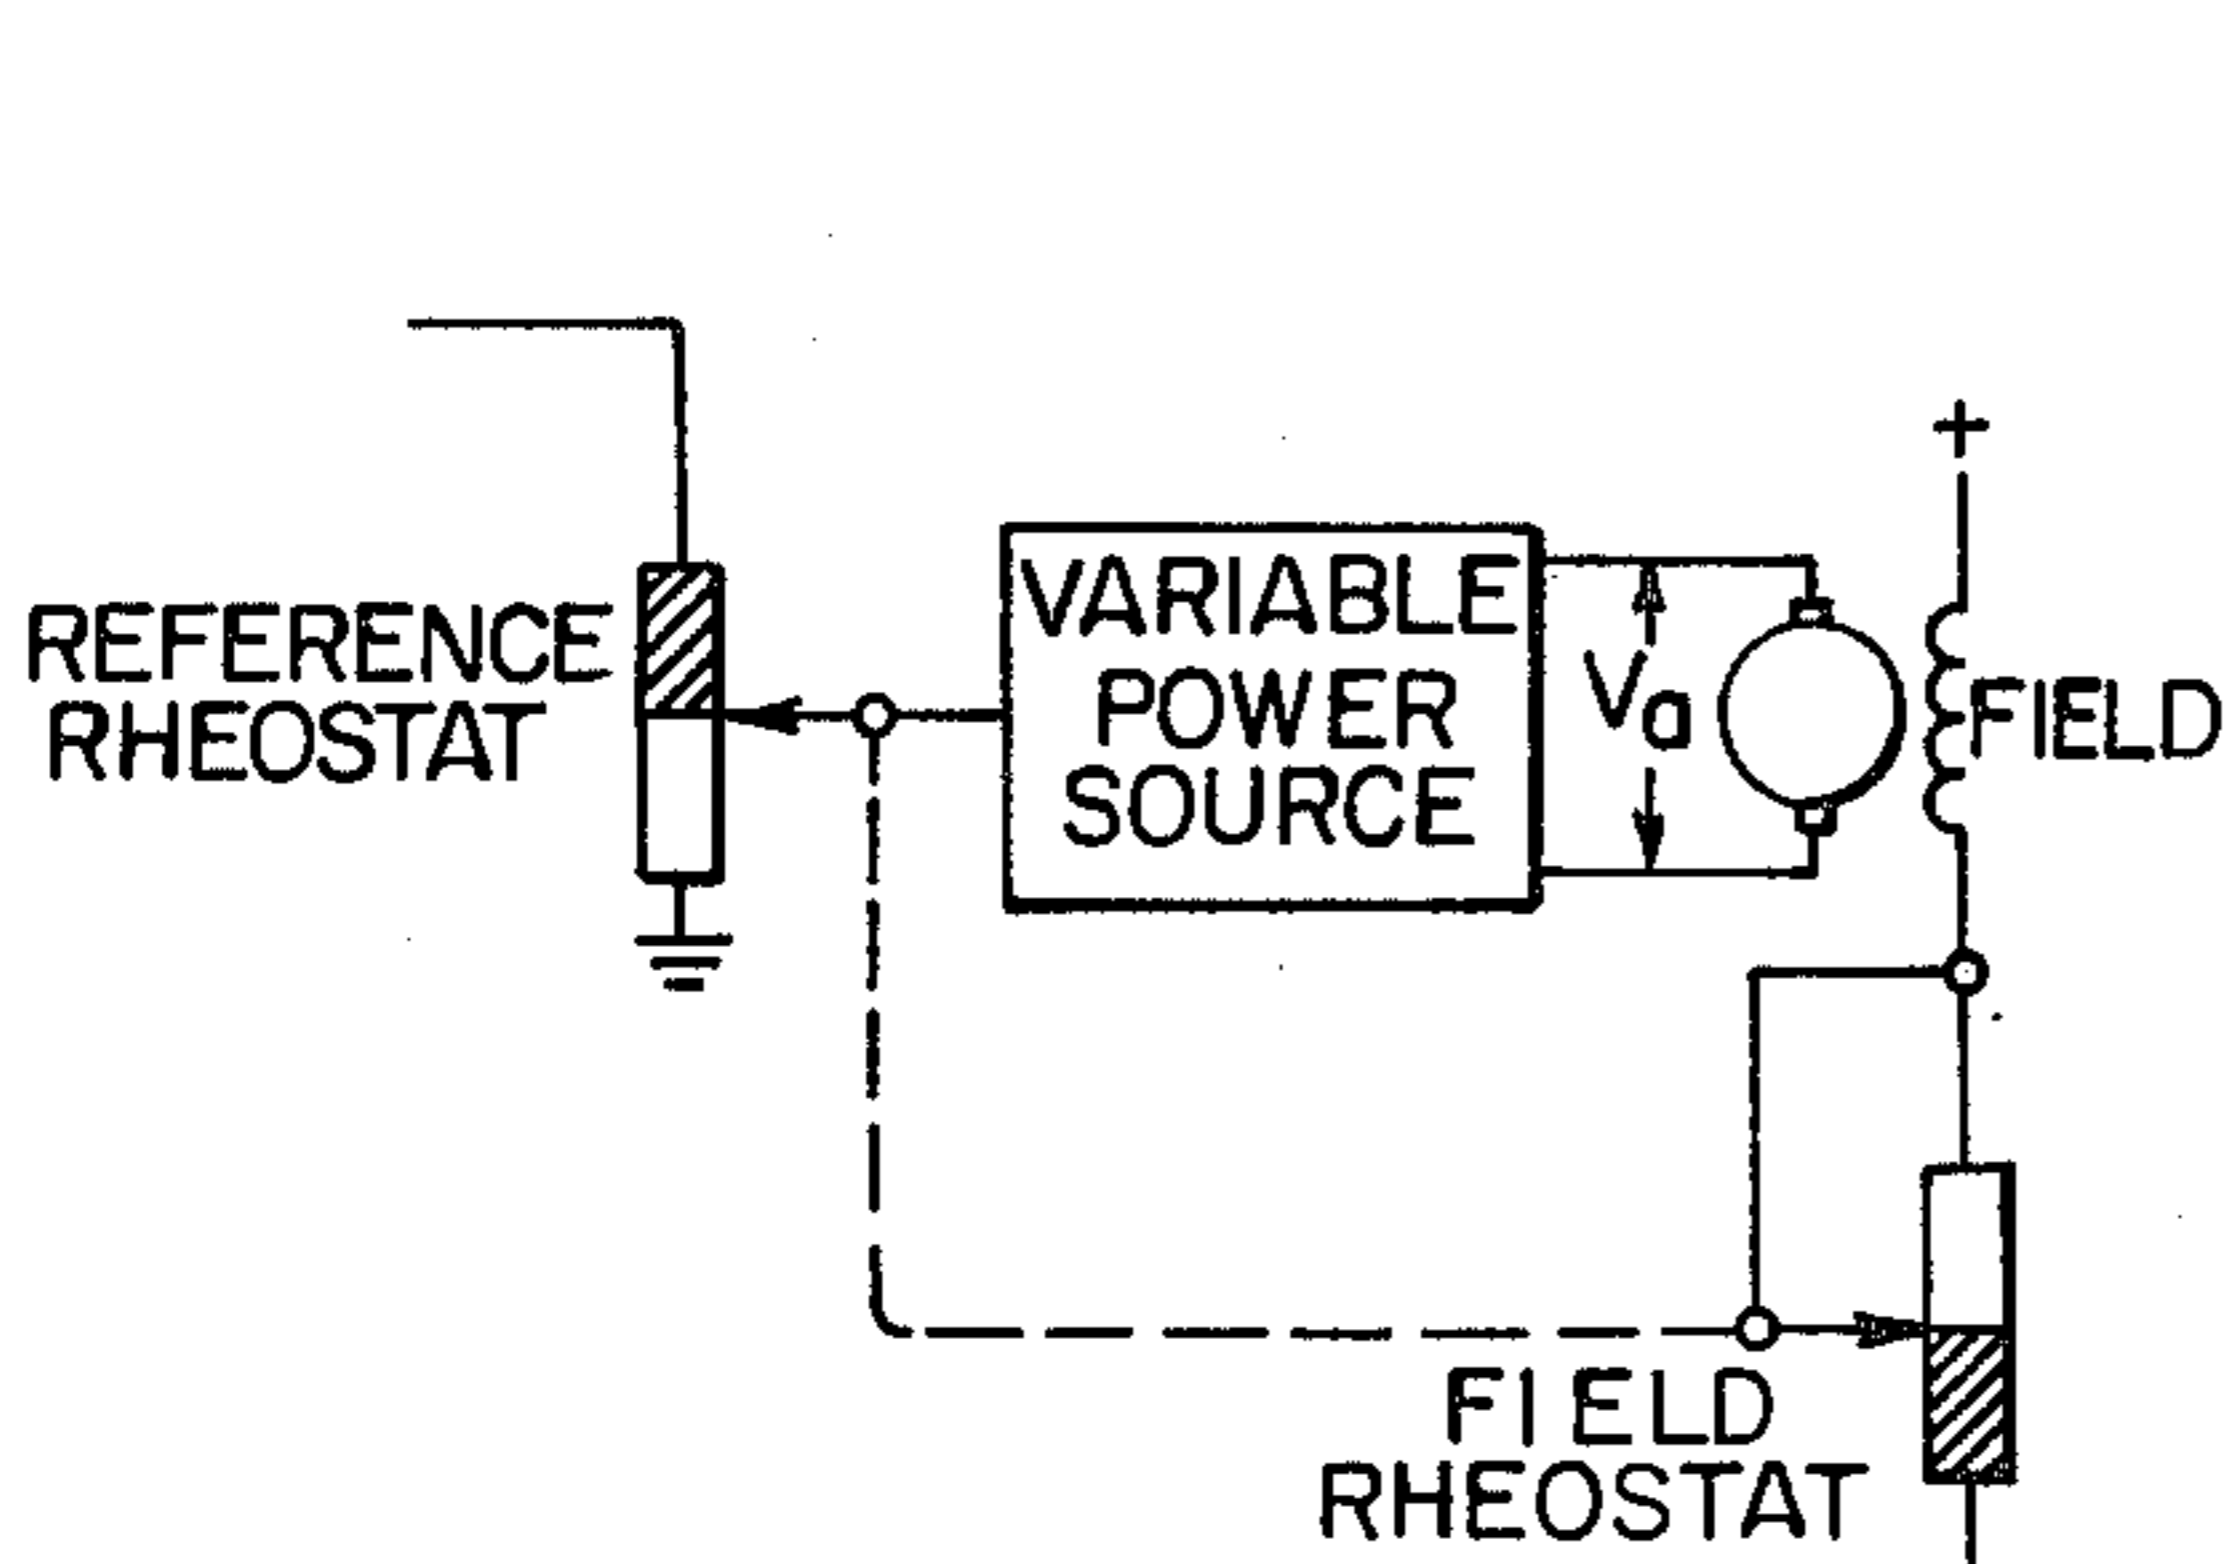 +
REFERENCE
RHEOSTAT
VARIABLE
POWER
SOURCE
Va
FIELD
FIELD
RHEOSTAT